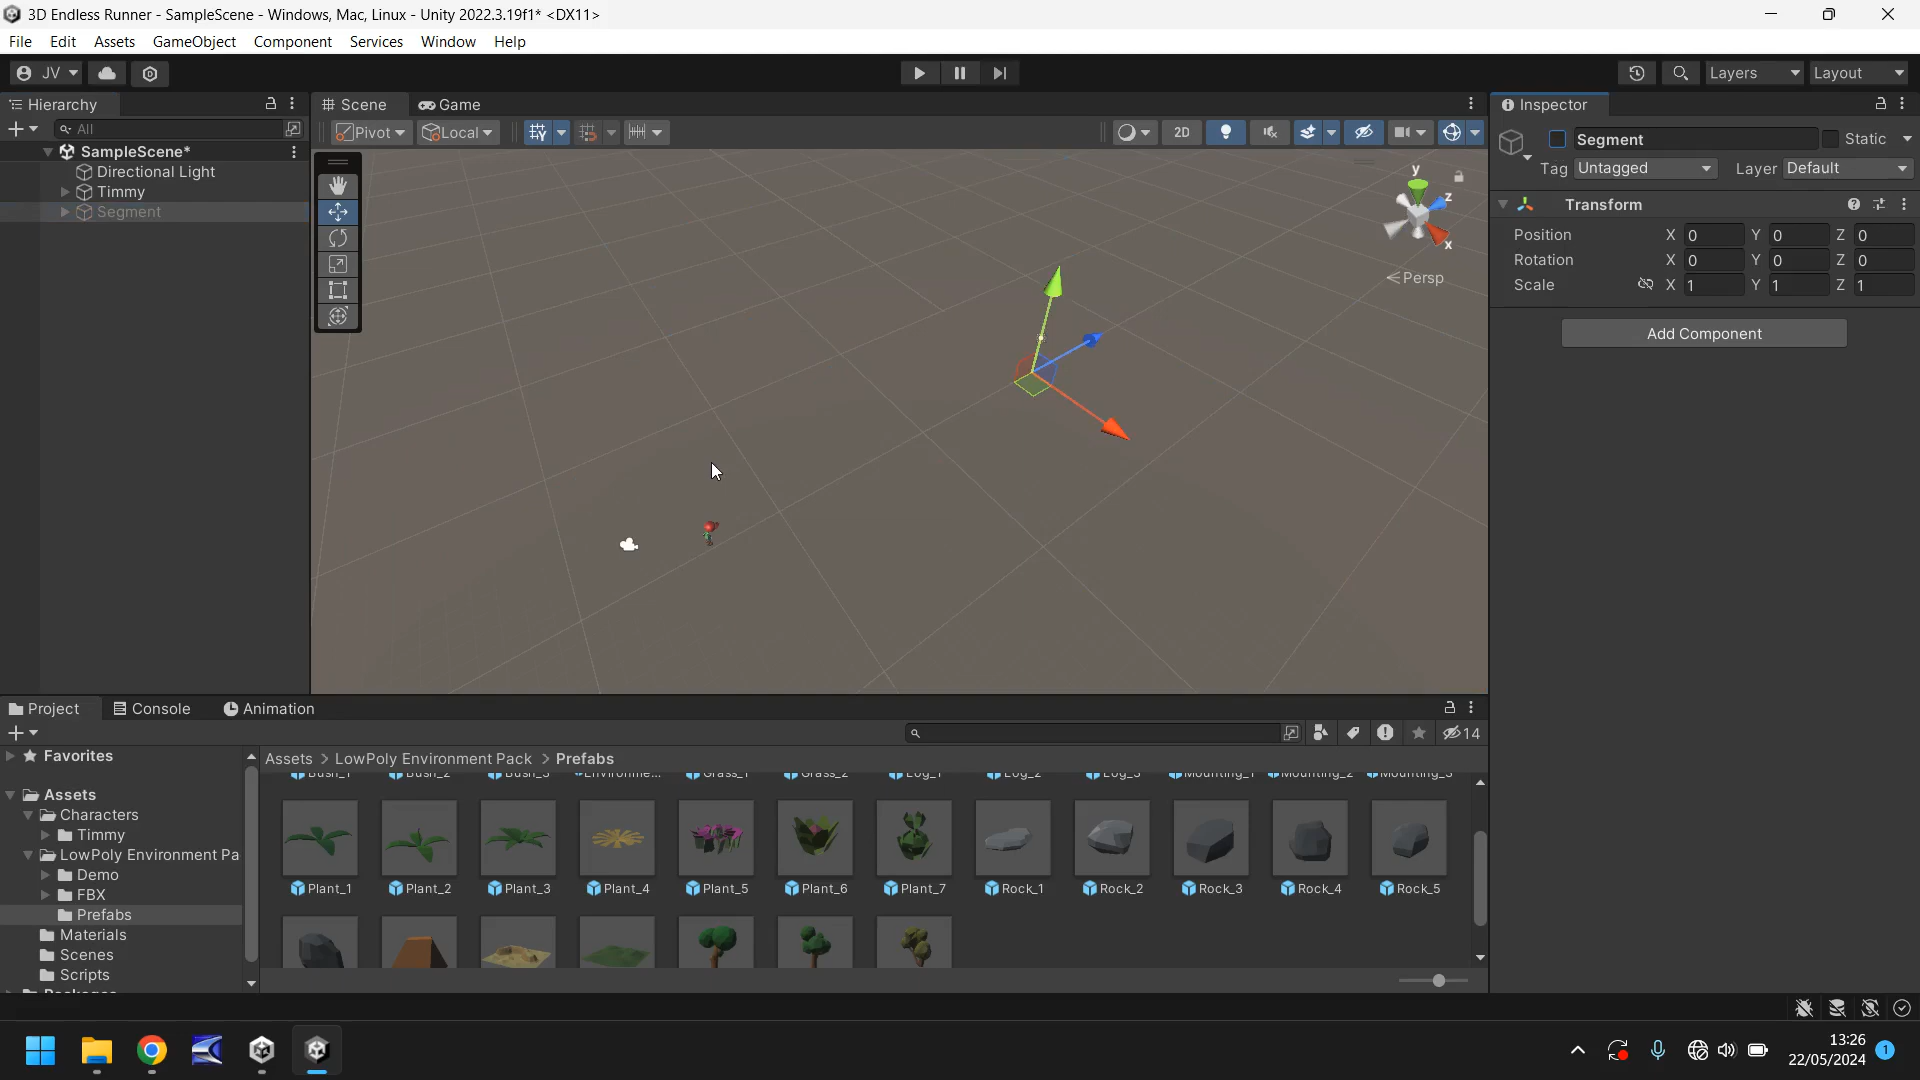 3D Endless Runner - SampleScene - Windows, Mac, Linux - Unity 2022.3.19f1* <DX11>
File Edit Assets GameObject Component Services Window Help
JV Layers Layout
Hierarchy Scene Game Inspector
All Pivot Local 2D Segment Static
SampleScene*
Tag Untagged Layer Default
Directional Light
Timmy
Segment
y
z
x
Persp
Transform
Position X 0 Y 0 Z 0
Rotation X 0 Y 0 Z 0
Scale X 1 Y 1 Z 1
Add Component
Project Console Animation
14
Favorites
Assets > LowPoly Environment Pack > Prefabs
Bush_1 Bush_2 Bush_3 Environme... Grass_1 Grass_2 Log_1 Log_2 Log_3 Mounting_1 Mounting_2 Mounting_3
Assets
Characters
Timmy
LowPoly Environment Pa
Demo
FBX
Prefabs
Materials
Scenes
Scripts
Packages
Plant_1 Plant_2 Plant_3 Plant_4 Plant_5 Plant_6 Plant_7 Rock_1 Rock_2 Rock_3 Rock_4 Rock_5
13:26
22/05/2024
1